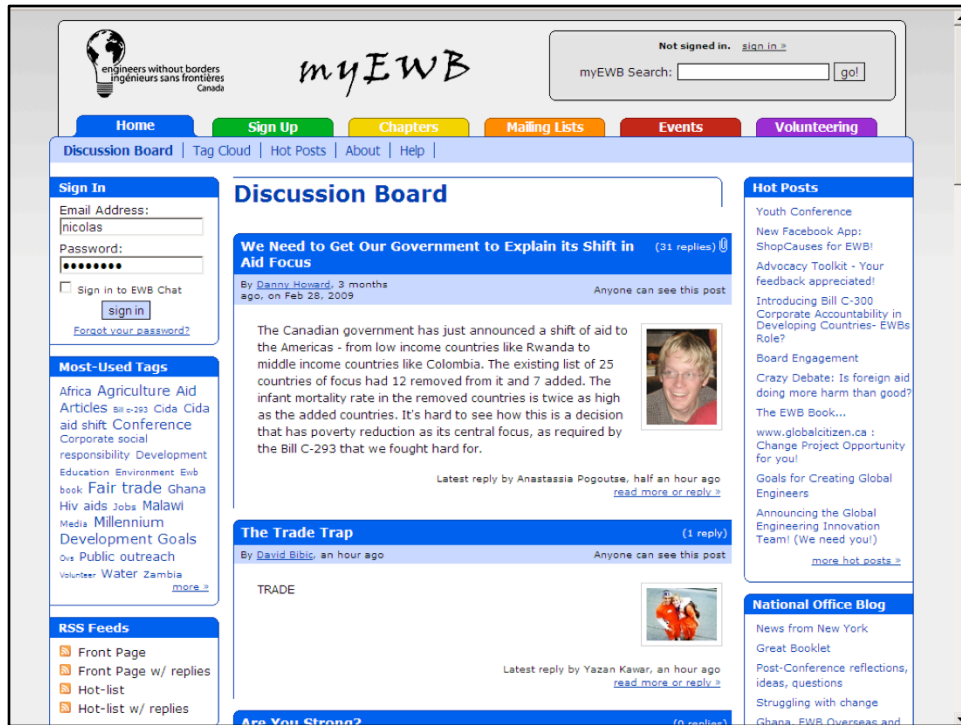 engineers without borders
ingénieurs sans frontières
Canada
myEWB
Not signed in. sign in »
myEWB Search: go!
Home
Sign Up
Chapters
Mailing Lists
Events
Volunteering
Discussion Board | Tag Cloud | Hot Posts | About | Help |
Sign In
Email Address:
nicolas
Password:
••••••••
Sign in to EWB Chat
sign in
Forgot your password?
Most-Used Tags
Africa Agriculture Aid
Articles Bill c-293 Cida Cida
aid shift Conference
Corporate social
responsibility Development
Education Environment Ewb
book Fair trade Ghana
Hiv aids Jobs Malawi
Media Millennium
Development Goals
Ovs Public outreach
Volunteer Water Zambia
more »
RSS Feeds
Front Page
Front Page w/ replies
Hot-list
Hot-list w/ replies
Discussion Board
We Need to Get Our Government to Explain its Shift in
Aid Focus
(31 replies)
By Danny Howard, 3 months
ago, on Feb 28, 2009
Anyone can see this post
The Canadian government has just announced a shift of aid to
the Americas - from low income countries like Rwanda to
middle income countries like Colombia. The existing list of 25
countries of focus had 12 removed from it and 7 added. The
infant mortality rate in the removed countries is twice as high
as the added countries. It's hard to see how this is a decision
that has poverty reduction as its central focus, as required by
the Bill C-293 that we fought hard for.
Latest reply by Anastassia Pogoutse, half an hour ago
read more or reply »
The Trade Trap
(1 reply)
By David Bibic, an hour ago
Anyone can see this post
TRADE
Latest reply by Yazan Kawar, an hour ago
read more or reply »
Are You Strong?
(0 replies)
Hot Posts
Youth Conference
New Facebook App:
ShopCauses for EWB!
Advocacy Toolkit - Your
feedback appreciated!
Introducing Bill C-300
Corporate Accountability in
Developing Countries- EWBs
Role?
Board Engagement
Crazy Debate: Is foreign aid
doing more harm than good?
The EWB Book...
www.globalcitizen.ca :
Change Project Opportunity
for you!
Goals for Creating Global
Engineers
Announcing the Global
Engineering Innovation
Team! (We need you!)
more hot posts »
National Office Blog
News from New York
Great Booklet
Post-Conference reflections,
ideas, questions
Struggling with change
Ghana, EWB Overseas and